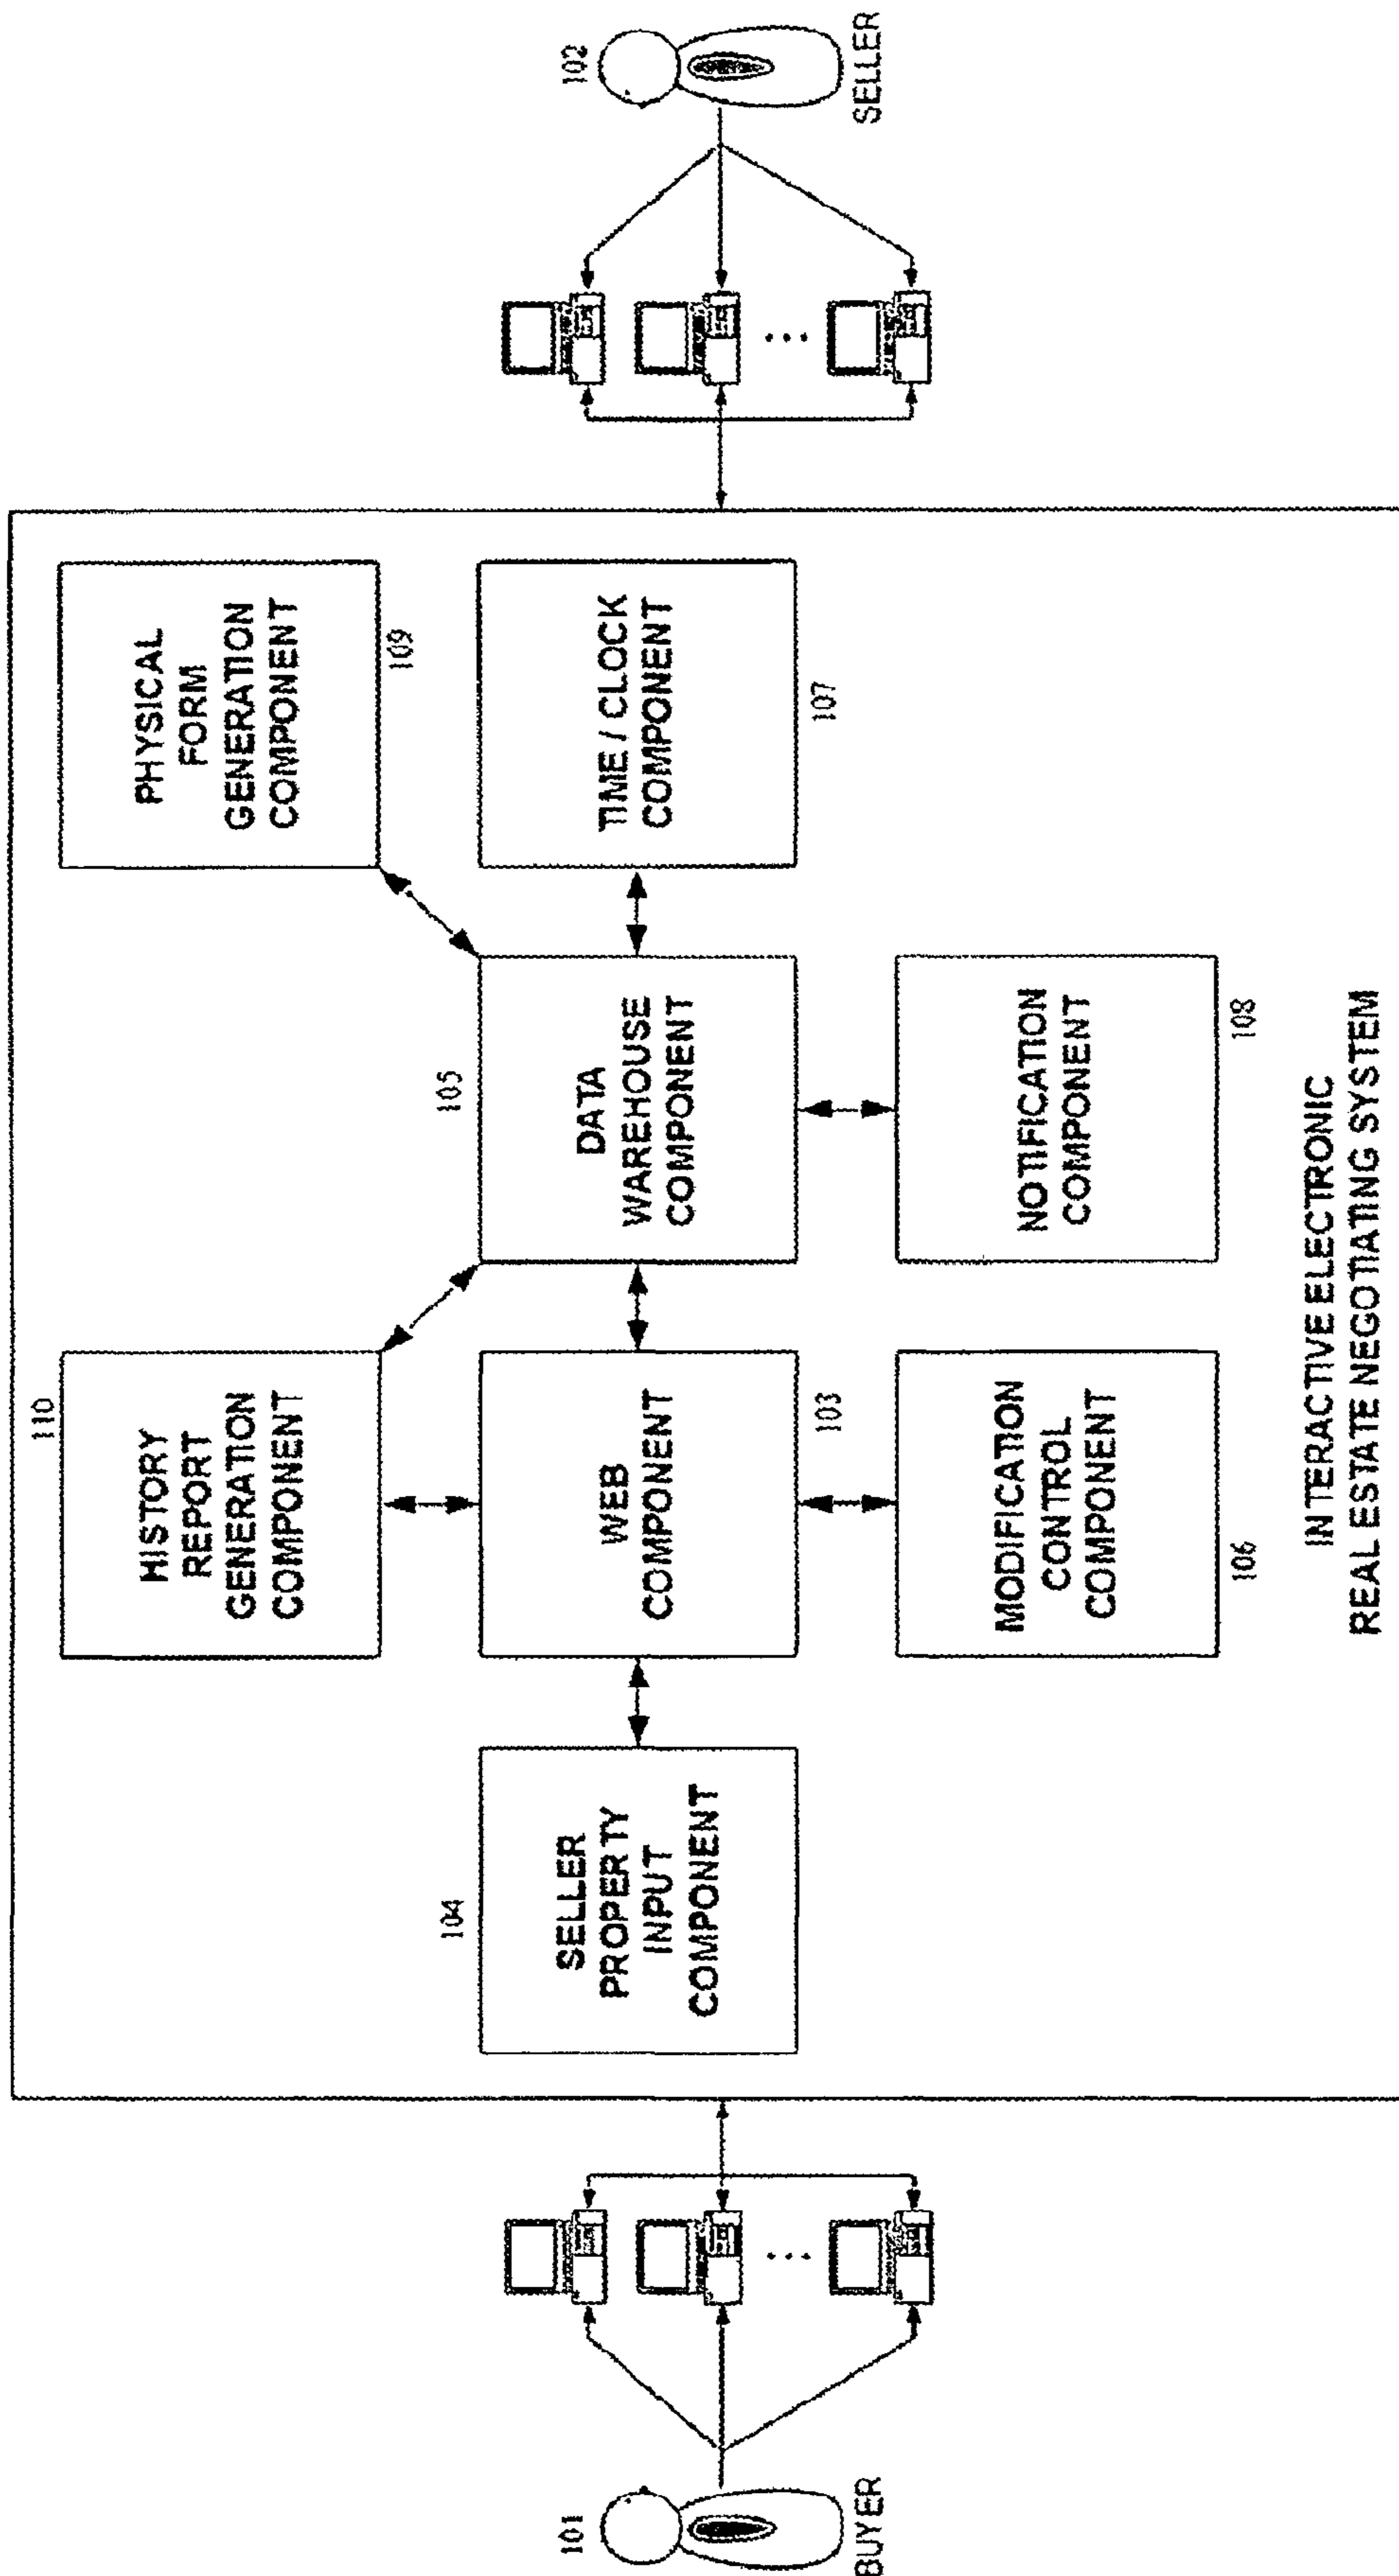 110
HISTORY
REPORT
GENERATION
COMPONENT
PHYSICAL
FORM
GENERATION
COMPONENT
109
101
BUYER
104
SELLER
PROPERTY
INPUT
COMPONENT
WEB
COMPONENT
103
105
DATA
WAREHOUSE
COMPONENT
TIME / CLOCK
COMPONENT
107
102
SELLER
MODIFICATION
CONTROL
COMPONENT
106
NOTIFICATION
COMPONENT
108
INTERACTIVE ELECTRONIC
REAL ESTATE NEGOTIATING SYSTEM